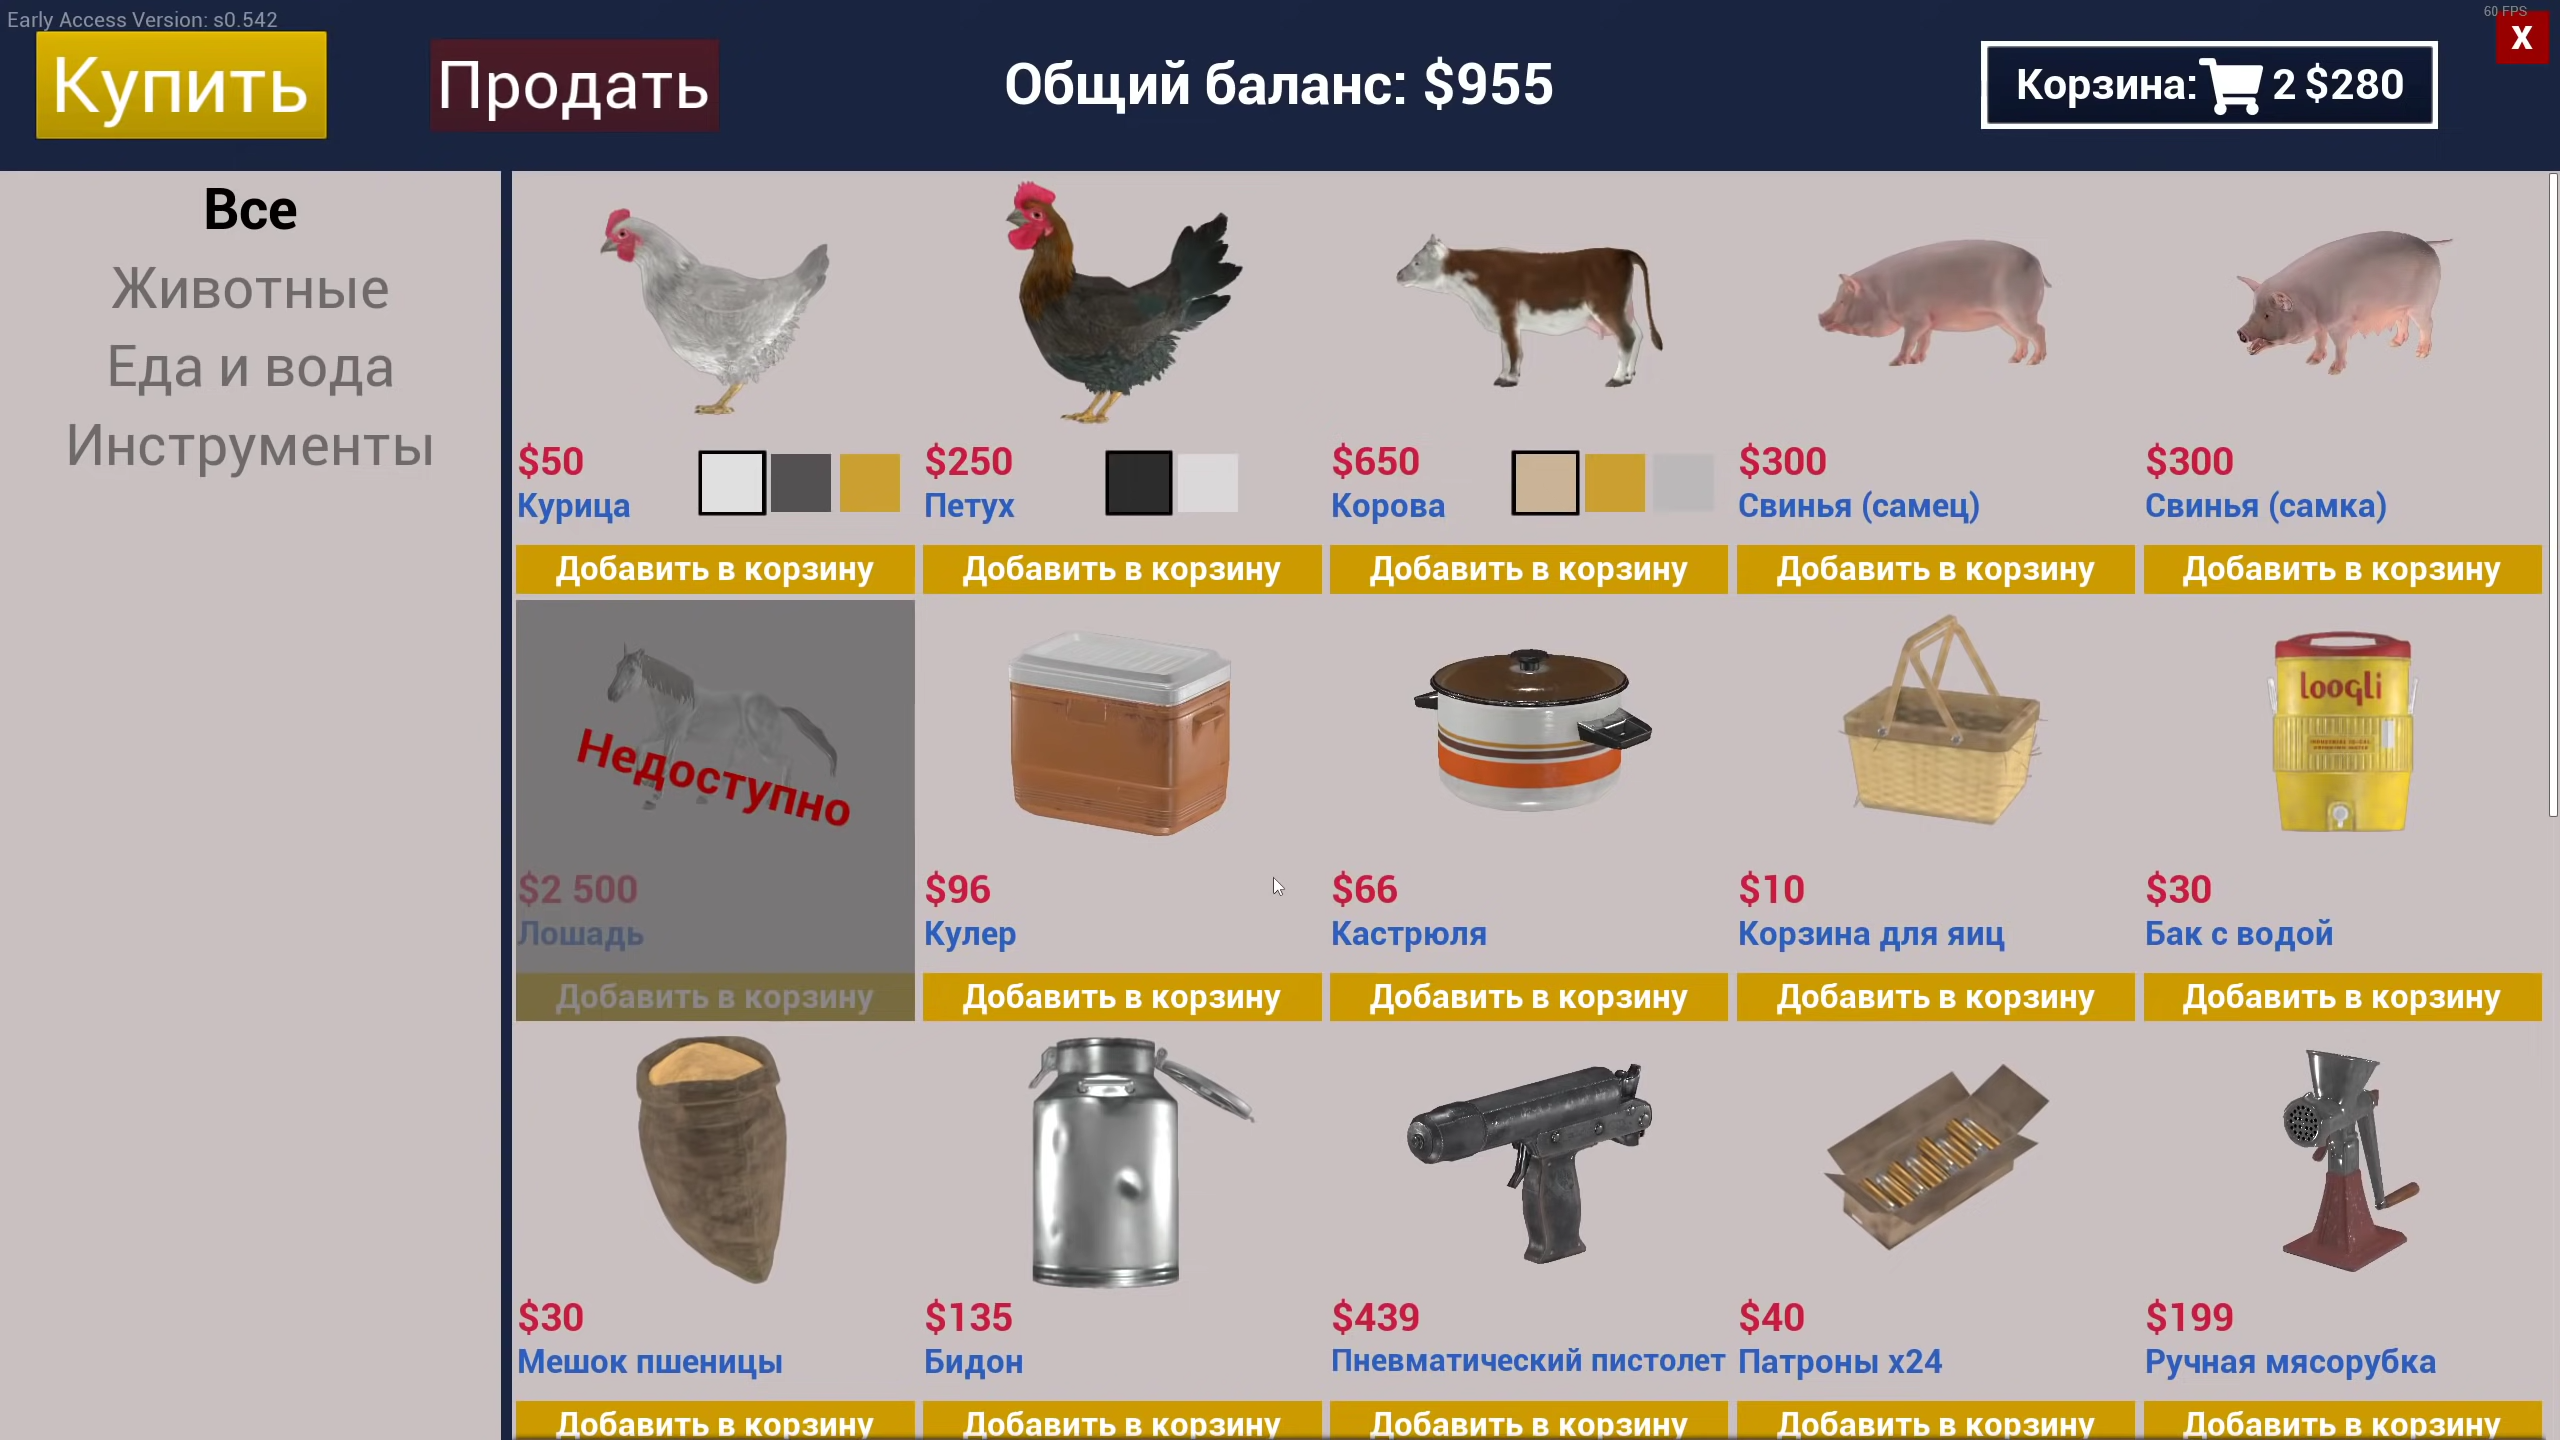 Early Access Version: s0.542
60 FPS
X
Купить
Продать
Общий баланс: $955
Корзина: 2 $280
Все
Животные
Еда и вода
Инструменты
$50
Курица
Добавить в корзину
$250
Петух
Добавить в корзину
$650
Корова
Добавить в корзину
$300
Свинья (самец)
Добавить в корзину
$300
Свинья (самка)
Добавить в корзину
Недоступно
$2 500
Лошадь
Добавить в корзину
$96
Кулер
Добавить в корзину
$66
Кастрюля
Добавить в корзину
$10
Корзина для яиц
Добавить в корзину
loogli
$30
Бак с водой
Добавить в корзину
$30
Мешок пшеницы
Добавить в корзину
$135
Бидон
Добавить в корзину
$439
Пневматический пистолет
Добавить в корзину
$40
Патроны x24
Добавить в корзину
$199
Ручная мясорубка
Добавить в корзину